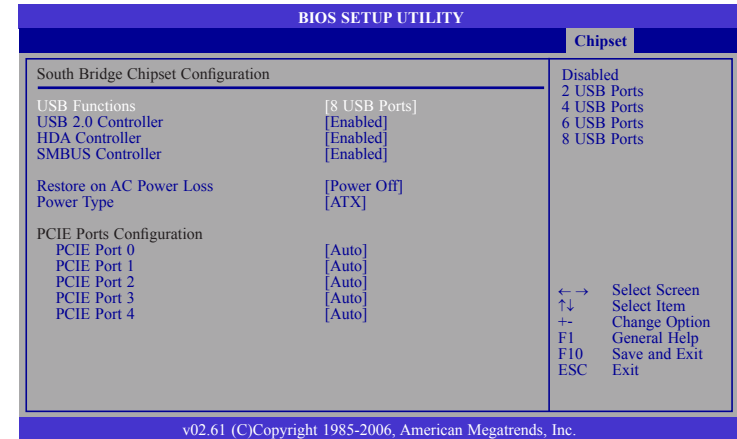 BIOS SETUP UTILITY
Chipset
South Bridge Chipset Configuration
USB Functions [8 USB Ports]
USB 2.0 Controller [Enabled]
HDA Controller [Enabled]
SMBUS Controller [Enabled]
Restore on AC Power Loss [Power Off]
Power Type [ATX]
PCIE Ports Configuration
PCIE Port 0 [Auto]
PCIE Port 1 [Auto]
PCIE Port 2 [Auto]
PCIE Port 3 [Auto]
PCIE Port 4 [Auto]
Disabled
2 USB Ports
4 USB Ports
6 USB Ports
8 USB Ports
←→ Select Screen
↑↓ Select Item
+- Change Option
F1 General Help
F10 Save and Exit
ESC Exit
v02.61 (C)Copyright 1985-2006, American Megatrends, Inc.